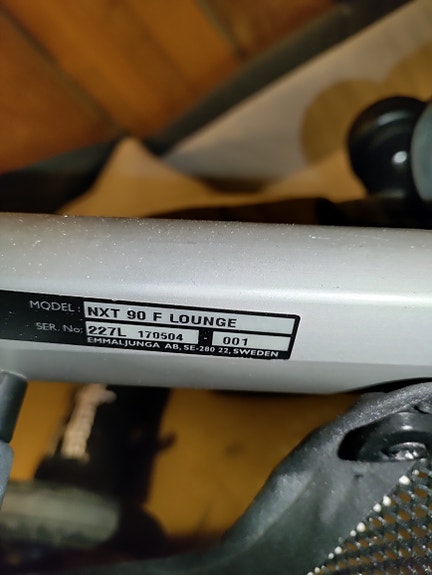 MODEL: NXT 90 F LOUNGE
SER. No: 227L 170504 - 001
EMMALJUNGA AB, SE-280 22, SWEDEN